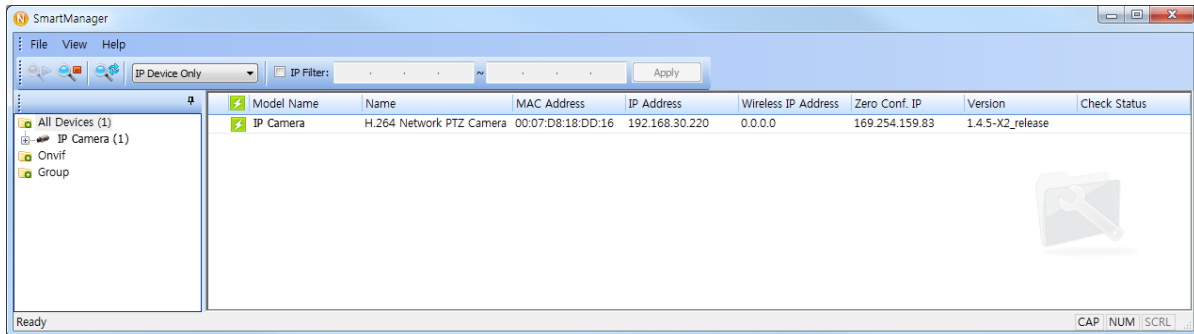 SmartManager
File View Help
IP Device Only IP Filter: . . . ~ . . . Apply
Model Name Name MAC Address IP Address Wireless IP Address Zero Conf. IP Version Check Status
All Devices (1)
IP Camera H.264 Network PTZ Camera 00:07:D8:18:DD:16 192.168.30.220 0.0.0.0 169.254.159.83 1.4.5-X2_release
IP Camera (1)
Onvif
Group
Ready CAP NUM SCRL